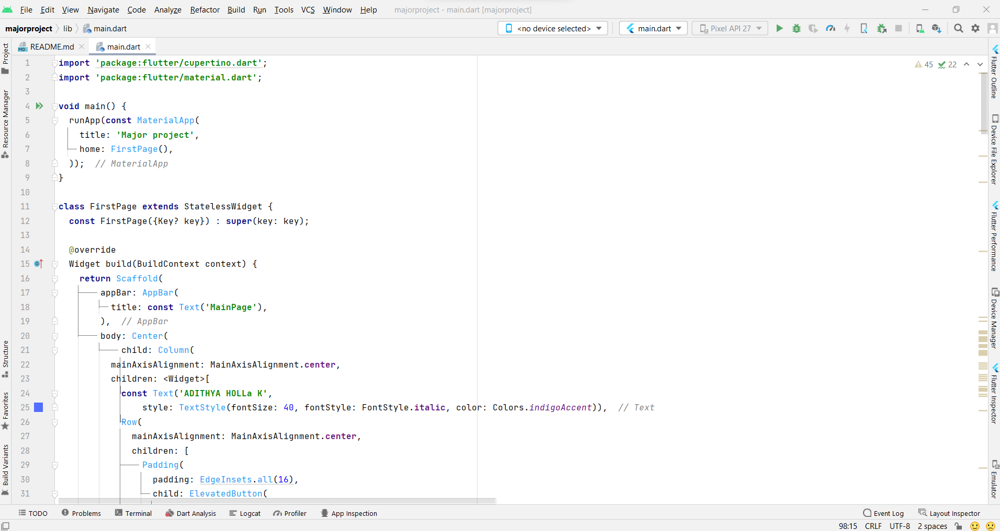 File Edit View Navigate Code Analyze Refactor Build Run Tools VCS Window Help majorproject - main.dart [majorproject]
majorproject lib main.dart <no device selected> main.dart Pixel API 27
README.md main.dart
45 22
1 import 'package:flutter/cupertino.dart';
2 import 'package:flutter/material.dart';
3
4 void main() {
5 runApp(const MaterialApp(
6 title: 'Major project',
7 home: FirstPage(),
8 )); // MaterialApp
9 }
10
11 class FirstPage extends StatelessWidget {
12 const FirstPage({Key? key}) : super(key: key);
13
14 @override
15 Widget build(BuildContext context) {
16 return Scaffold(
17 appBar: AppBar(
18 title: const Text('MainPage'),
19 ), // AppBar
20 body: Center(
21 child: Column(
22 mainAxisAlignment: MainAxisAlignment.center,
23 children: <Widget>[
24 const Text('ADITHYA HOLLa K',
25 style: TextStyle(fontSize: 40, fontStyle: FontStyle.italic, color: Colors.indigoAccent)), // Text
26 Row(
27 mainAxisAlignment: MainAxisAlignment.center,
28 children: [
29 Padding(
30 padding: EdgeInsets.all(16),
31 child: ElevatedButton(
Project
Resource Manager
Structure
Favorites
Build Variants
Flutter Outline
Device File Explorer
Flutter Performance
Device Manager
Flutter Inspector
Emulator
TODO Problems Terminal Dart Analysis Logcat Profiler App Inspection Event Log Layout Inspector
98:15 CRLF UTF-8 2 spaces